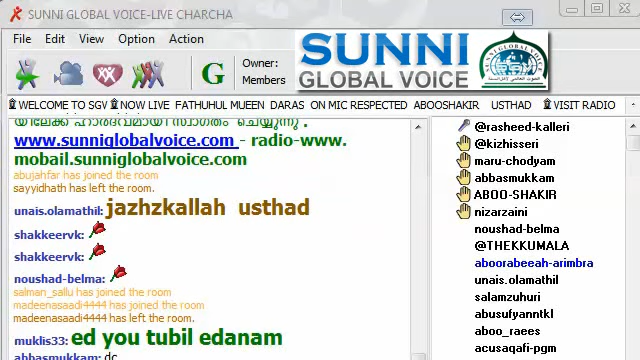 SUNNI GLOBAL VOICE-LIVE CHARCHA
File Edit View Option Action
G
Owner:
Members
SUNNI
GLOBAL VOICE
SUNNI GLOBAL VOICE
WELCOME TO SGV NOW LIVE FATHUHUL MUEEN DARAS ON MIC RESPECTED ABOOSHAKIR USTHAD VISIT RADIO
യിലേക്ക് ഹാർദവമായി സ്വാഗതം ചെയ്യുന്നു .
www.sunniglobalvoice.com - radio-www.
mobail.sunniglobalvoice.com
abujahfar has joined the room
sayyidhath has left the room.
unais.olamathil: jazhzkallah usthad
shakkeervk:
shakkeervk:
noushad-belma:
salman_sallu has joined the room
madeenasaadi4444 has joined the room
madeenasaadi4444 has left the room.
muklis33: ed you tubil edanam
abbasmukkam: dc
@rasheed-kalleri
@kizhisseri
maru-chodyam
abbasmukkam
ABOO-SHAKIR
nizarzaini
noushad-belma
@THEKKUMALA
aboorabeeah-arimbra
unais.olamathil
salamzuhuri
abusufyanntkl
aboo_raees
acusaqafi-pgm